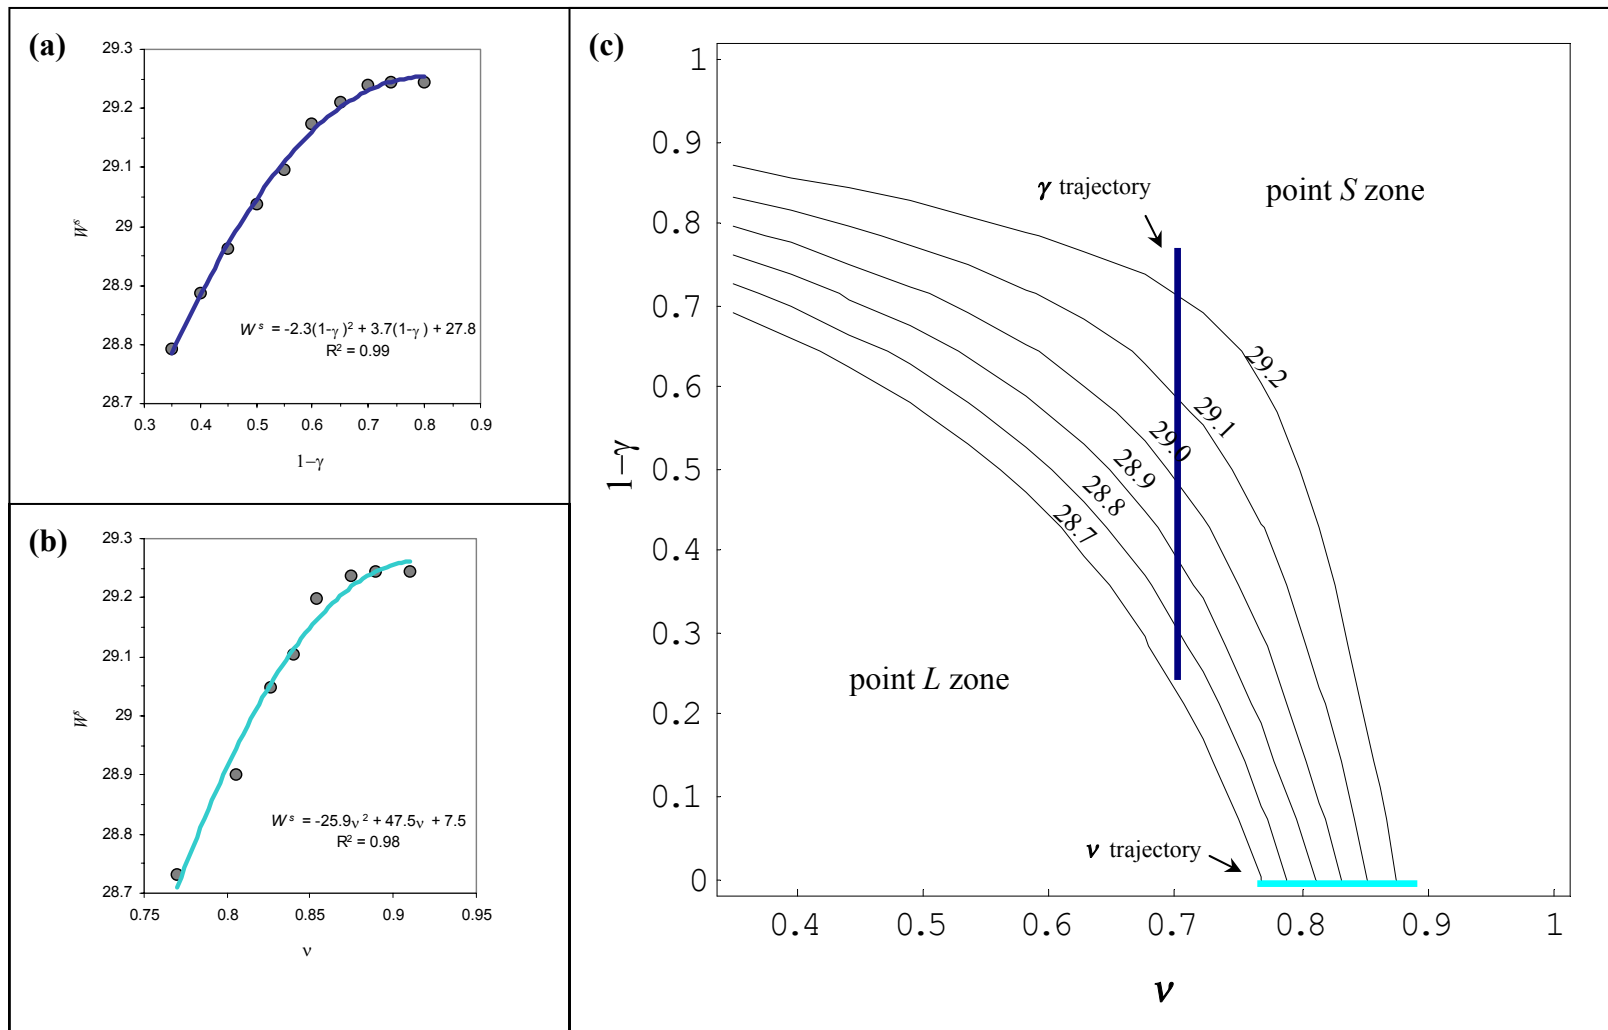 (a)
29.3
29.2
29.1
29
28.9
28.8
28.7
W^s
W^s = -2.3(1-γ)² + 3.7(1-γ) + 27.8
R² = 0.99
0.3 0.4 0.5 0.6 0.7 0.8 0.9
1−γ
(b)
29.3
29.2
29.1
29
28.9
28.8
28.7
W^s
W^s = -25.9ν² + 47.5ν + 7.5
R² = 0.98
0.75 0.8 0.85 0.9 0.95
ν
(c)
1
0.9
0.8
0.7
0.6
0.5
0.4
0.3
0.2
0.1
0
1−γ
γ trajectory
point S zone
29.2
29.1
29.0
28.9
28.8
28.7
point L zone
ν trajectory
0.4 0.5 0.6 0.7 0.8 0.9 1
ν